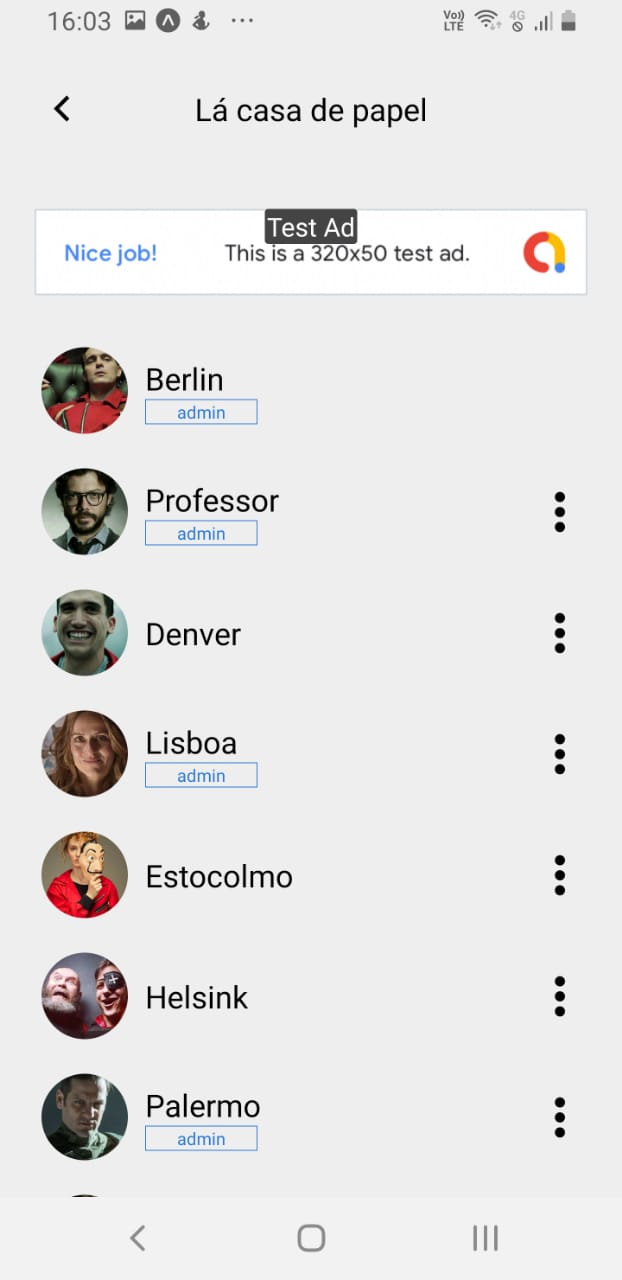 16:03
Vo)) LTE
4G
Lá casa de papel
Test Ad
Nice job!
This is a 320x50 test ad.
Berlin
admin
Professor
admin
Denver
Lisboa
admin
Estocolmo
Helsink
Palermo
admin